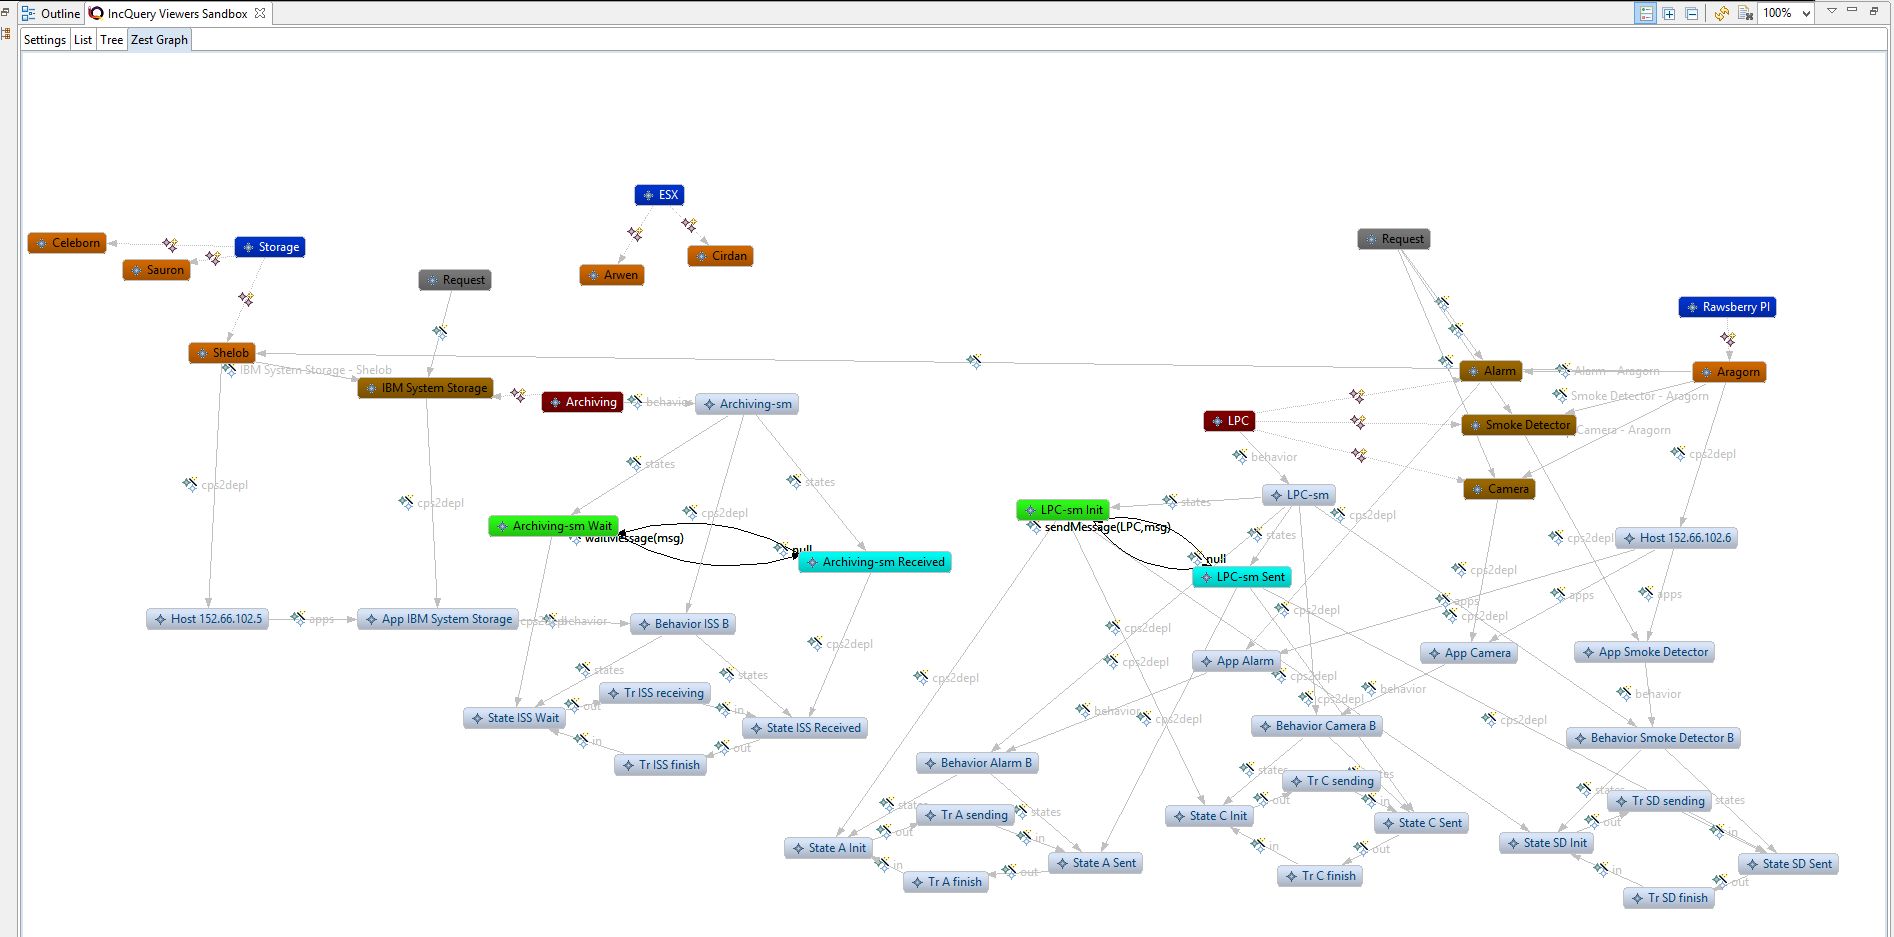 Outline IncQuery Viewers Sandbox 100%
Settings List Tree Zest Graph
ESX
Celeborn
Storage
Request
Cirdan
Sauron
Arwen
Request
Rawsberry PI
Shelob
IBM System Storage - Shelob
Alarm
Alarm - Aragorn
Aragorn
IBM System Storage
Archiving
behavior
Archiving-sm
Smoke Detector - Aragorn
LPC
Smoke Detector
Camera - Aragorn
behavior
cps2depl
states
states
cps2depl
Camera
LPC-sm
cps2depl
states
LPC-sm Init
cps2depl
cps2depl
sendMessage(LPC,msg)
Archiving-sm Wait
waitMessage(msg)
null
Archiving-sm Received
states
cps2depl
Host 152.66.102.6
null
LPC-sm Sent
cps2depl
apps
apps
apps
cps2depl
cps2depl
Host 152.66.102.5
apps
App IBM System Storage
cps2depl
behavior
Behavior ISS B
cps2depl
cps2depl
App Alarm
App Camera
App Smoke Detector
cps2depl
states
states
cps2depl
cps2depl
behavior
behavior
Tr ISS receiving
cps2depl
out
in
State ISS Wait
State ISS Received
behavior
cps2depl
Behavior Camera B
cps2depl
in
out
Behavior Smoke Detector B
Tr ISS finish
Behavior Alarm B
states
states
Tr C sending
states
out
in
states
Tr SD sending
states
states
Tr A sending
states
State C Init
State C Sent
out
in
out
in
State A Init
in
out
State SD Init
in
State A Sent
State SD Sent
out
Tr A finish
Tr C finish
in
out
Tr SD finish